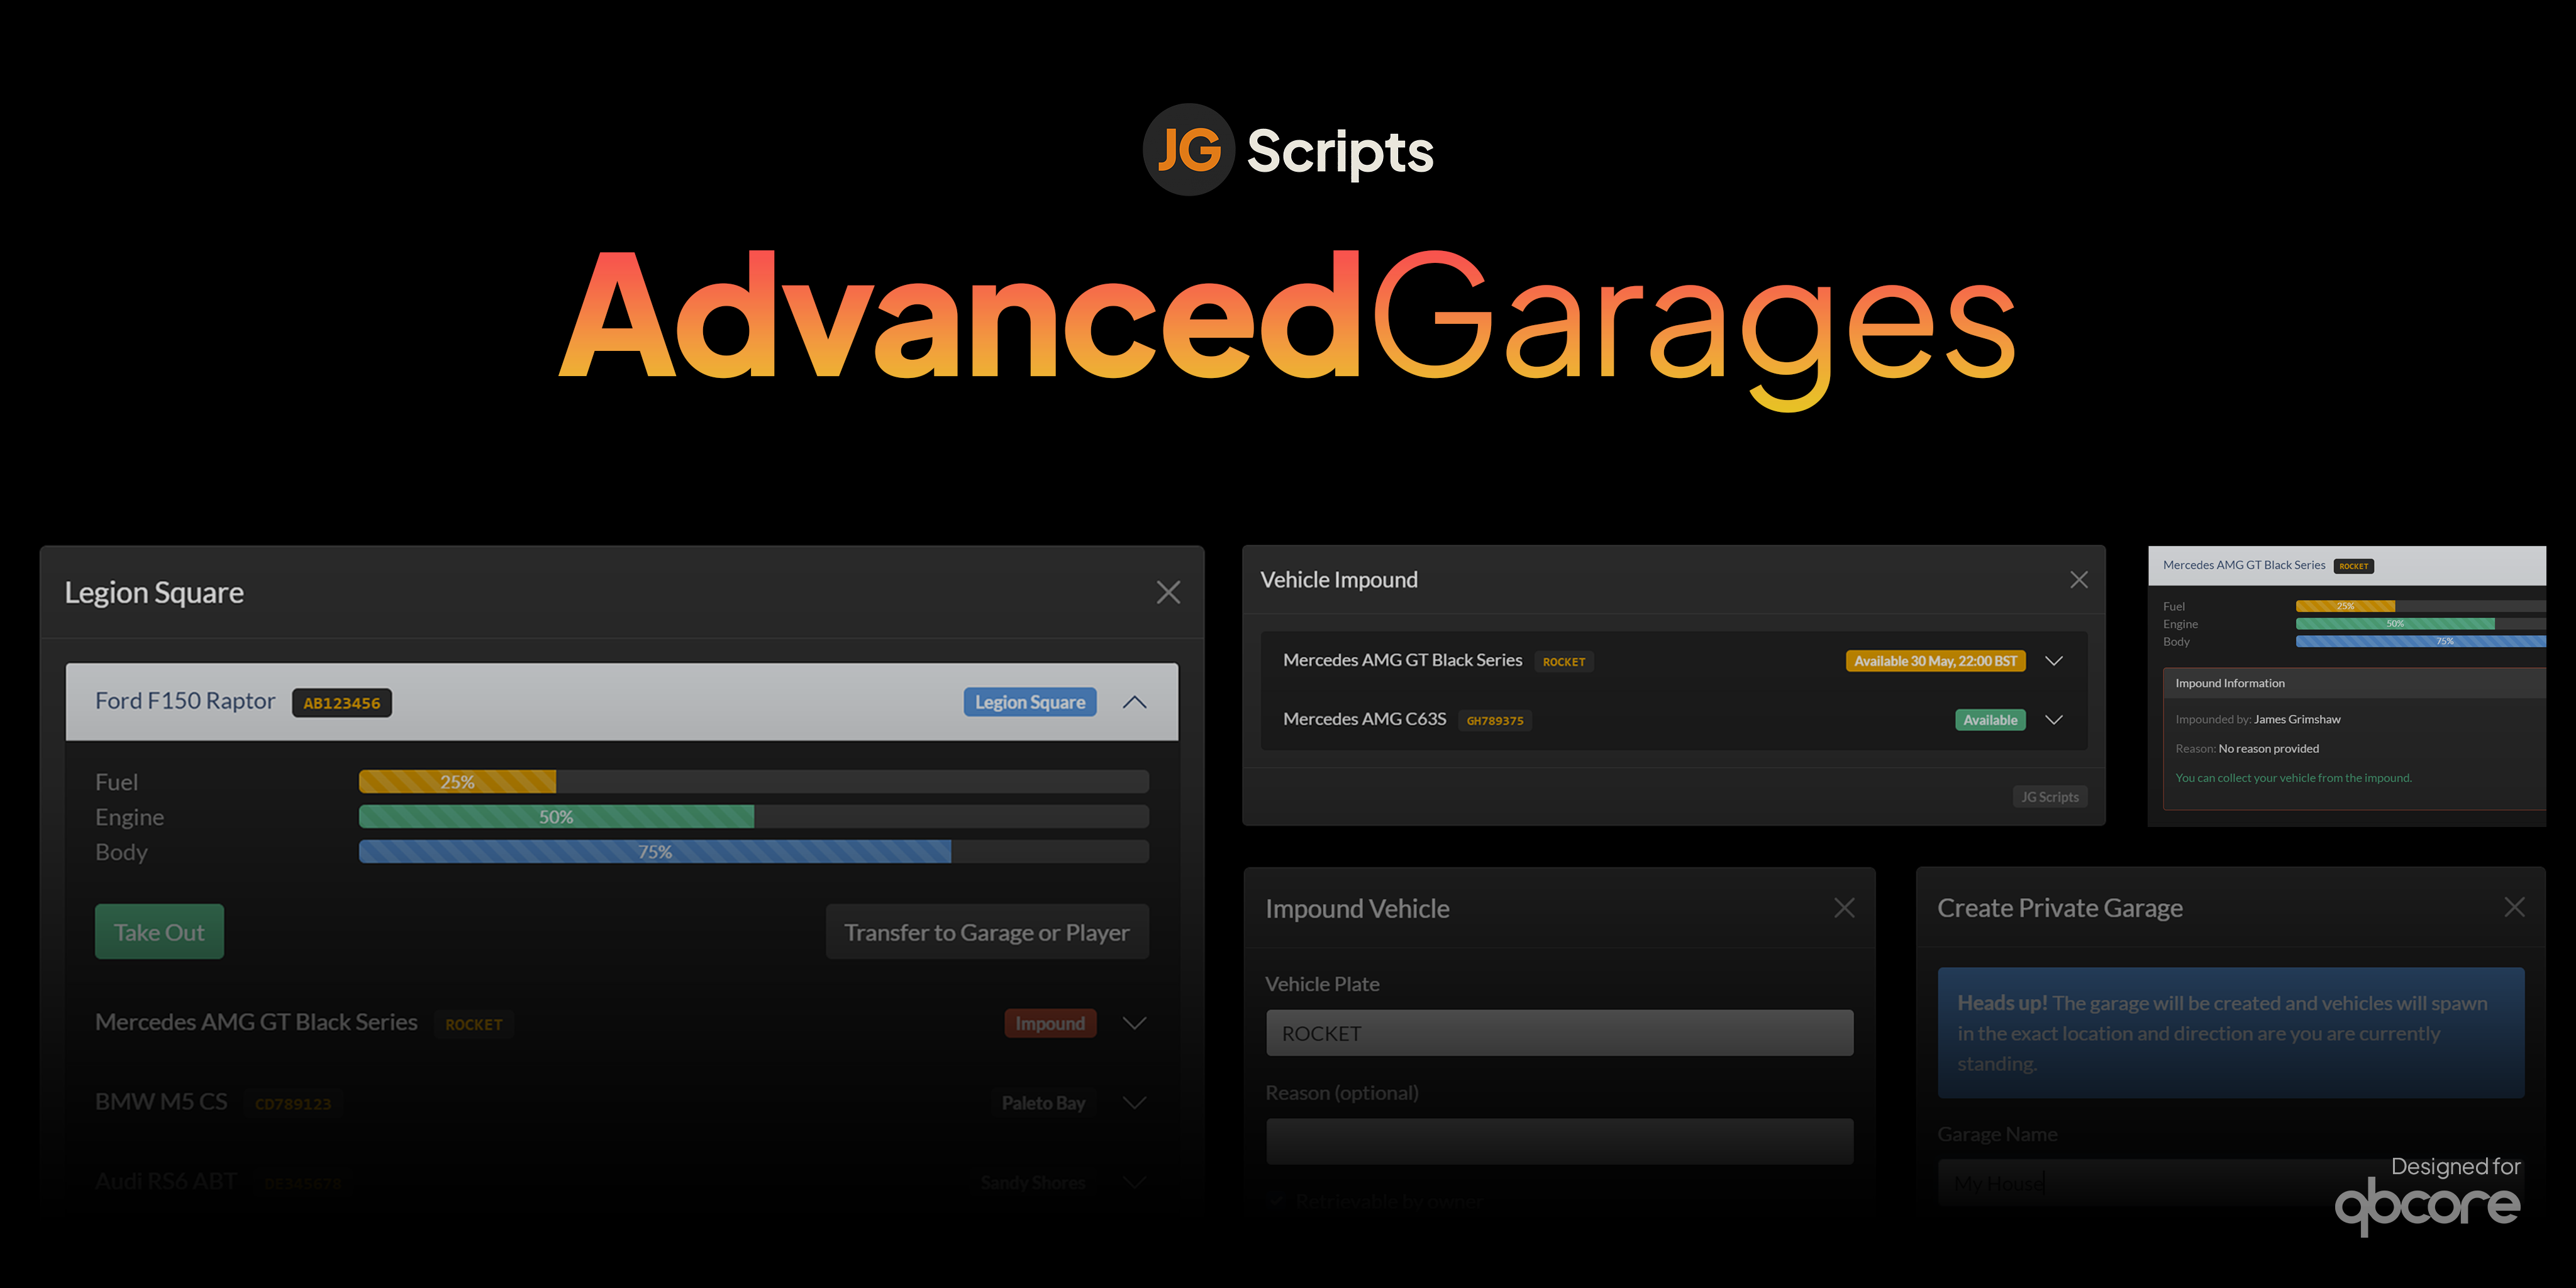 JG Scripts
AdvancedGarages
Legion Square
Ford F150 Raptor AB123456 Legion Square
Fuel 25%
Engine 50%
Body 75%
Take Out Transfer to Garage or Player
Mercedes AMG GT Black Series ROCKET Impound
BMW M5 CS CD789123 Paleto Bay
Audi RS6 ABT DE345678 Sandy Shores
Vehicle Impound
Mercedes AMG GT Black Series ROCKET Available 30 May, 22:00 BST
Mercedes AMG C63S GH789375 Available
JG Scripts
Mercedes AMG GT Black Series ROCKET
Fuel 25%
Engine 50%
Body 75%
Impound Information
Impounded by: James Grimshaw
Reason: No reason provided
You can collect your vehicle from the impound.
Impound Vehicle
Vehicle Plate
ROCKET
Reason (optional)
Retrievable by owner
Create Private Garage
Heads up! The garage will be created and vehicles will spawn
in the exact location and direction are you are currently
standing.
Garage Name
My House
Designed for
qbcore